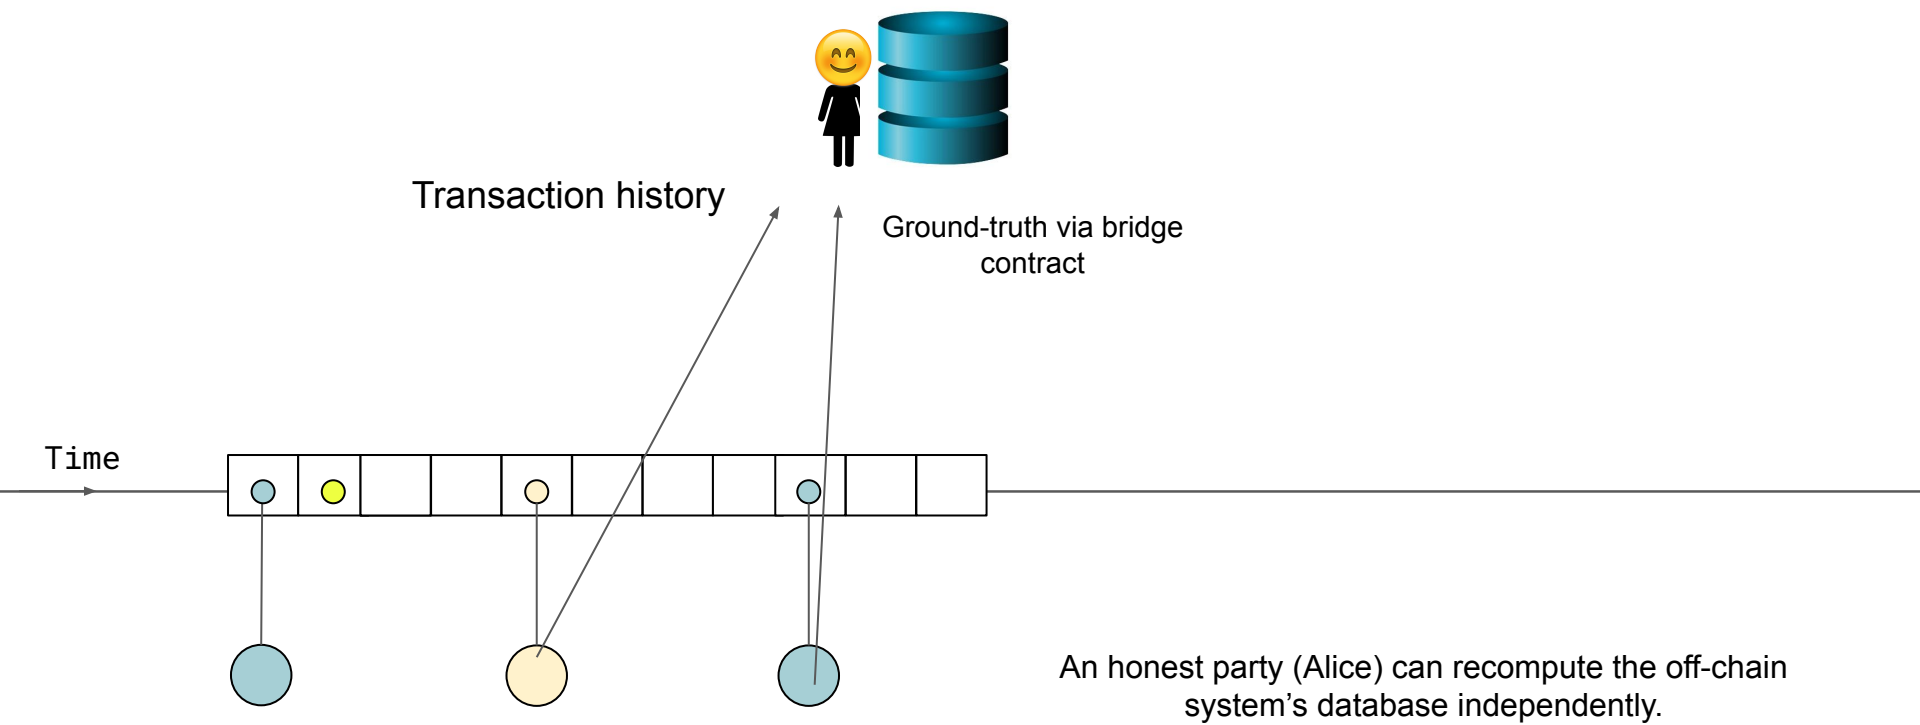 Transaction history
Ground-truth via bridge
contract
Time
An honest party (Alice) can recompute the off-chain
system’s database independently.